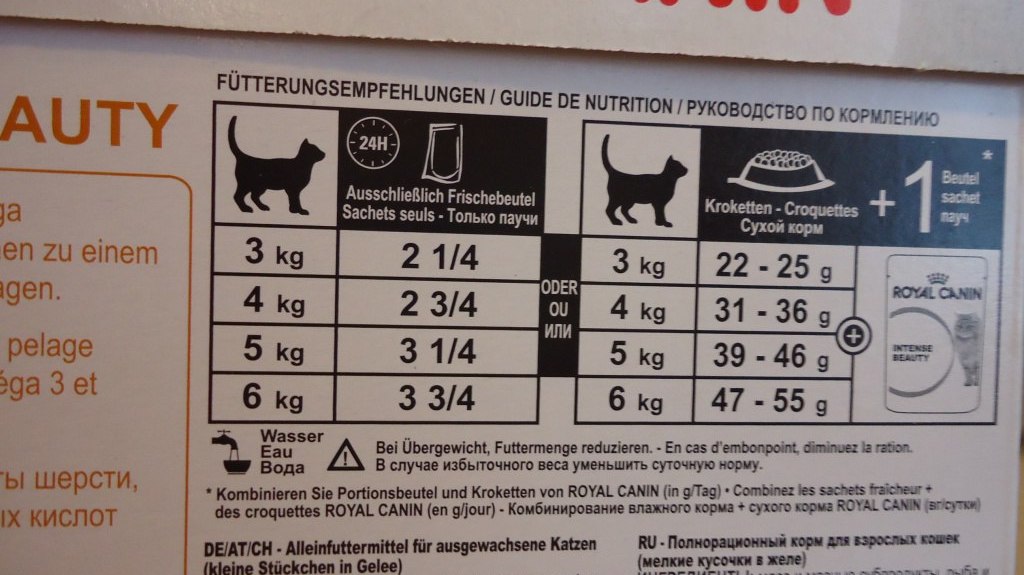 AUTY
FÜTTERUNGSEMPFEHLUNGEN / GUIDE DE NUTRITION / РУКОВОДСТВО ПО КОРМЛЕНИЮ
ga
en zu einem
agen.
pelage
éga 3 et
ты шерсти,
ых кислот
24H
Ausschließlich Frischebeutel
Sachets seuls - Только паучи
3 kg 2 1/4
4 kg 2 3/4
5 kg 3 1/4
6 kg 3 3/4
ODER
OU
ИЛИ
Kroketten - Croquettes
Сухой корм
+ 1 Beutel *
sachet
пауч
3 kg 22 - 25 g
4 kg 31 - 36 g
5 kg 39 - 46 g
6 kg 47 - 55 g
+
ROYAL CANIN
INTENSE
BEAUTY
Wasser
Eau
Вода
Bei Übergewicht, Futtermenge reduzieren. - En cas d'embonpoint, diminuez la ration.
В случае избыточного веса уменьшить суточную норму.
* Kombinieren Sie Portionsbeutel und Kroketten von ROYAL CANIN (in g/Tag) • Combinez les sachets fraîcheur +
des croquettes ROYAL CANIN (en g/jour) - Комбинирование влажного корма + сухого корма ROYAL CANIN (вг/сутки)
DE/AT/CH - Alleinfuttermittel für ausgewachsene Katzen
(kleine Stückchen in Gelee)
RU - Полнорационный корм для взрослых кошек
(мелкие кусочки в желе)